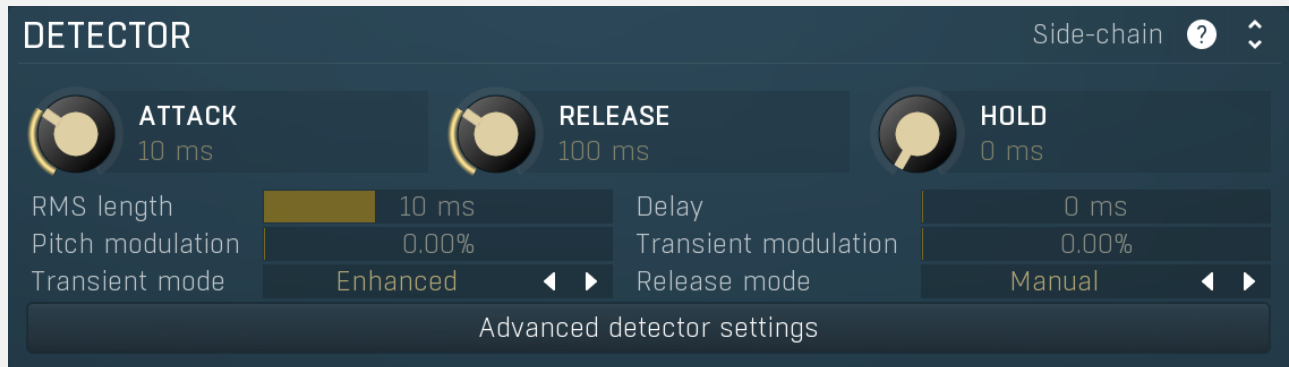 DETECTOR Side-chain ?
ATTACK RELEASE HOLD
10 ms 100 ms 0 ms
RMS length 10 ms Delay 0 ms
Pitch modulation 0.00% Transient modulation 0.00%
Transient mode Enhanced Release mode Manual
Advanced detector settings